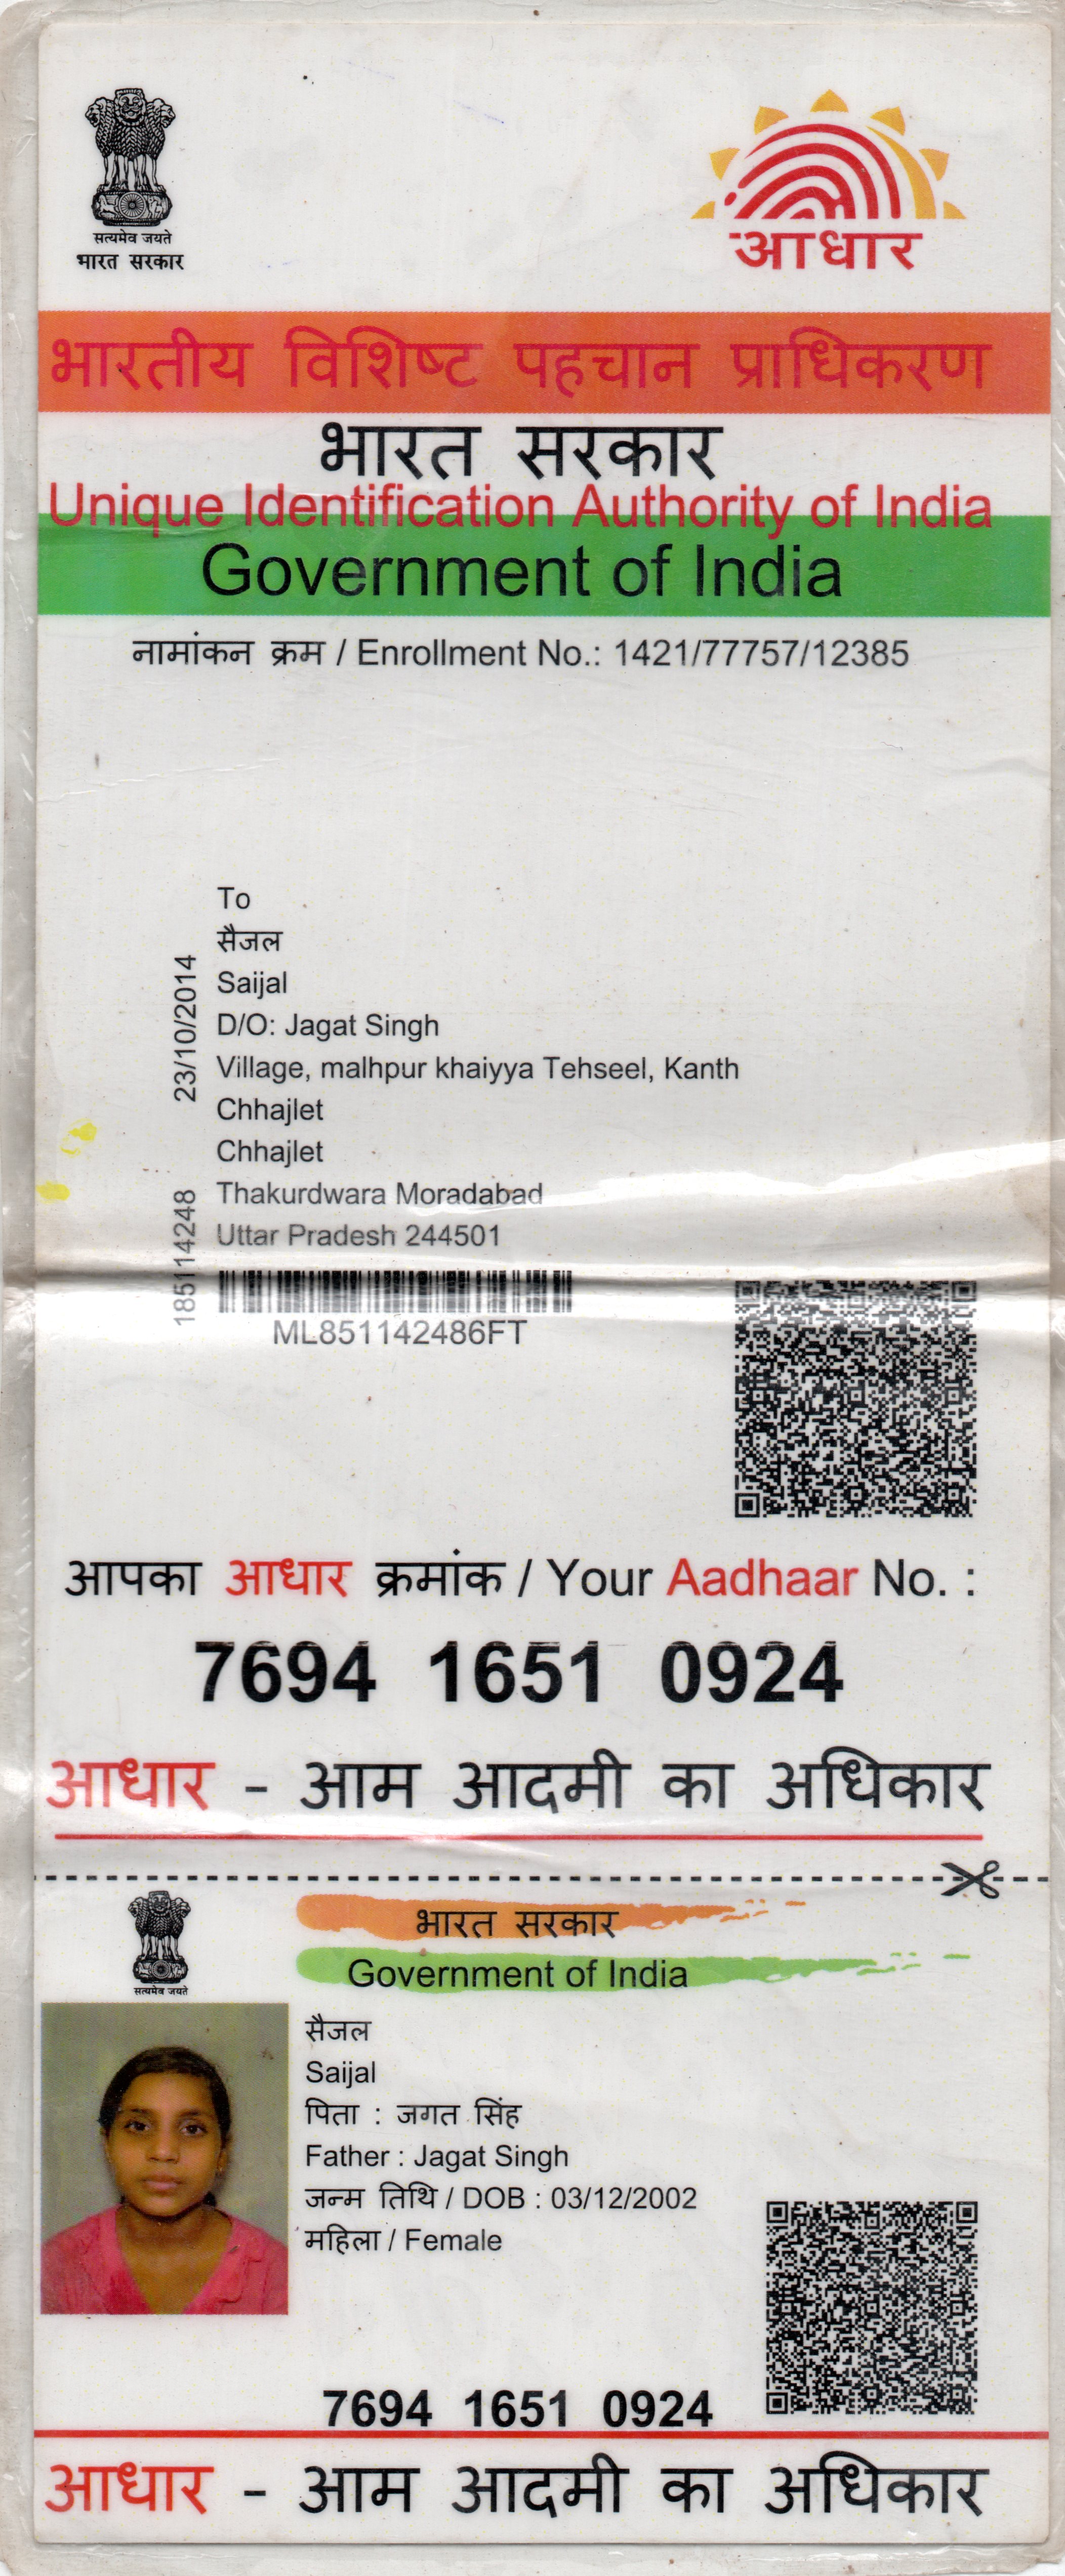 सत्यमेव जयते
भारत सरकार
आधार
भारतीय विशिष्ट पहचान प्राधिकरण
भारत सरकार
Unique Identification Authority of India
Government of India
नामांकन क्रम / Enrollment No.: 1421/77757/12385
To
सैजल
Saijal
D/O: Jagat Singh
Village, malhpur khaiyya Tehseel, Kanth
Chhajlet
Chhajlet
Thakurdwara Moradabad
Uttar Pradesh 244501
23/10/2014
185114248
ML851142486FT
आपका आधार क्रमांक / Your Aadhaar No. :
7694 1651 0924
आधार - आम आदमी का अधिकार
सत्यमेव जयते
भारत सरकार
Government of India
सैजल
Saijal
पिता : जगत सिंह
Father : Jagat Singh
जन्म तिथि / DOB : 03/12/2002
महिला / Female
7694 1651 0924
आधार - आम आदमी का अधिकार